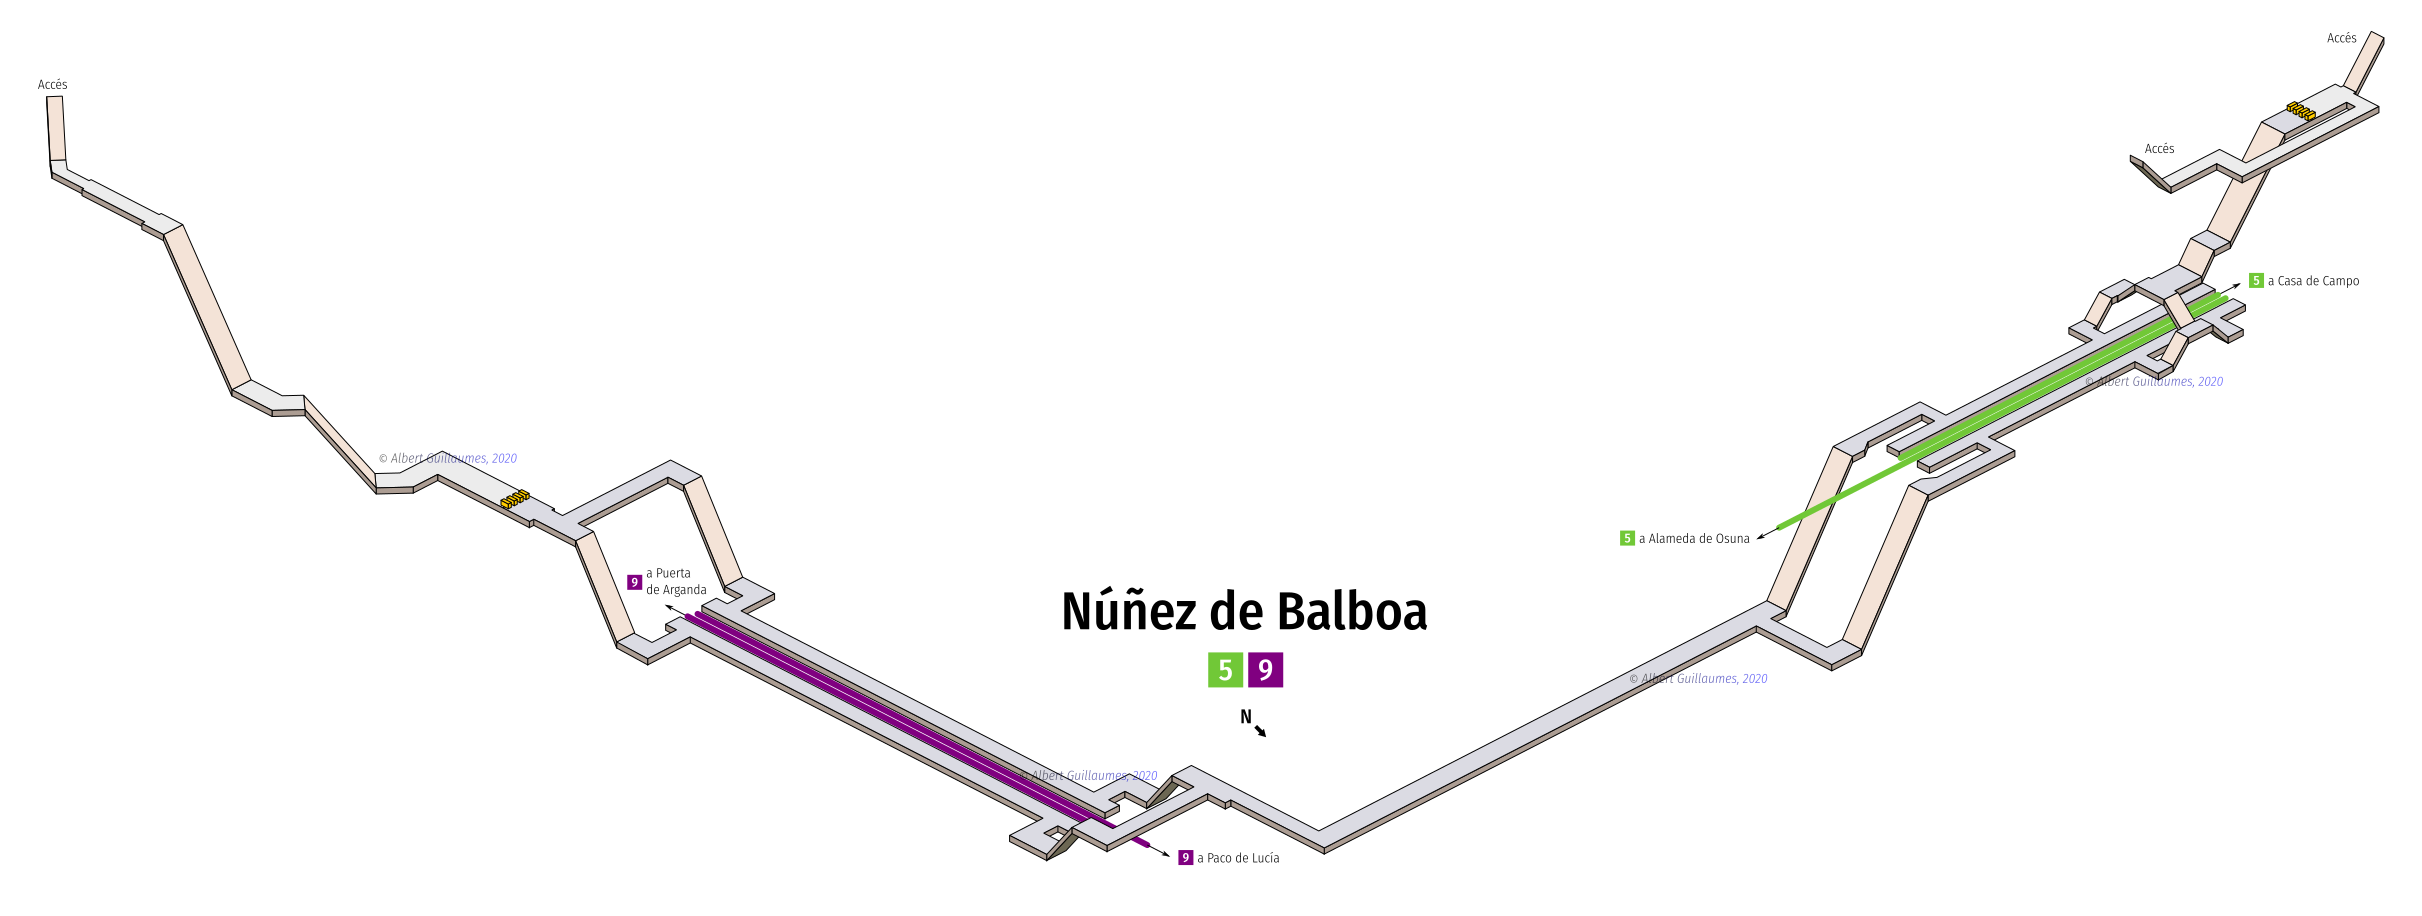 Accés
Accés
Accés
5 a Casa de Campo
© Albert Guillaumes, 2020
© Albert Guillaumes, 2020
5 a Alameda de Osuna
9 a Puerta
de Arganda
Núñez de Balboa
5 9
© Albert Guillaumes, 2020
N
© Albert Guillaumes, 2020
9 a Paco de Lucía